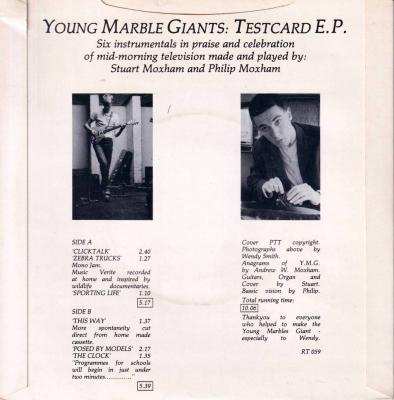 YOUNG MARBLE GIANTS: TESTCARD E.P.
Six instrumentals in praise and celebration
of mid-morning television made and played by:
Stuart Moxham and Philip Moxham
SIDE A
'CLICKTALK' 2.40
'ZEBRA TRUCKS' 1.27
Mono Jam.
Music Verite recorded
at home and inspired by
wildlife documentaries.
'SPORTING LIFE' 1.10
5.17
SIDE B
'THIS WAY' 1.37
More spontaneity cut
direct from home made
cassette.
'POSED BY MODELS' 2.17
'THE CLOCK' 1.35
"Programmes for schools
will begin in just under
two minutes............"
5.39
Cover PTT copyright.
Photographs above by
Wendy Smith.
Anagrams of Y.M.G.
by Andrew W. Moxham.
Guitars, Organ and
Cover by Stuart.
Bassic vision by Philip.
Total running time:
10.06
Thankyou to everyone
who helped to make the
Young Marbles Giant -
especially to Wendy.
RT 059